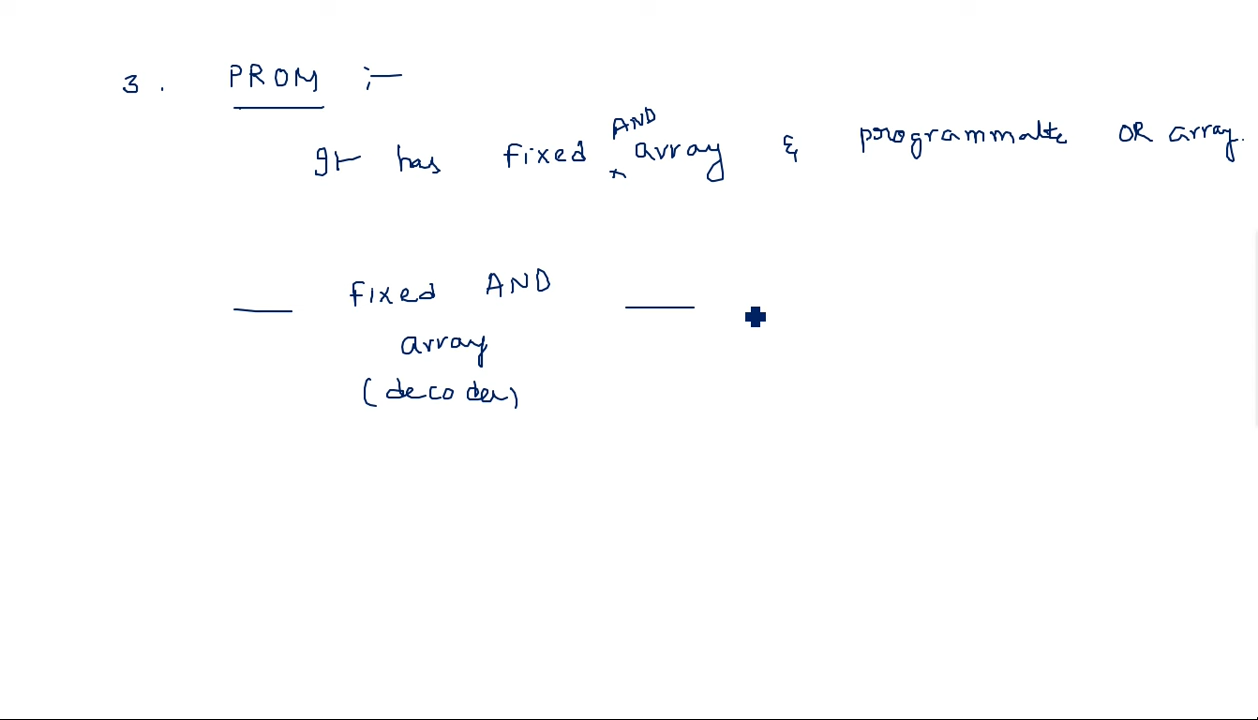 3 . PROM :-
It has fixed AND array & programmable OR array.
fixed AND
array
(decoder)